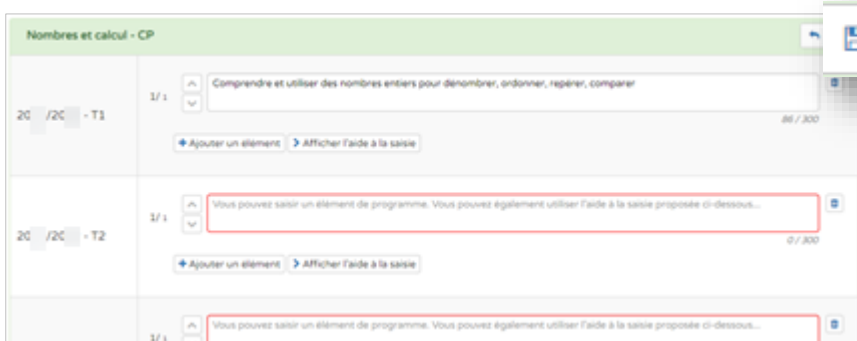 Nombres et calcul - CP
Comprendre et utiliser des nombres entiers pour dénombrer, ordonner, repérer, comparer
20 /20 - T1
1/
86 / 300
Ajouter un élément Afficher l'aide à la saisie
Vous pouvez saisir un élément de programme. Vous pouvez également utiliser l'aide à la saisie proposée ci-dessous...
20 /20 - T2
1/
0 / 300
Ajouter un élément Afficher l'aide à la saisie
Vous pouvez saisir un élément de programme. Vous pouvez également utiliser l'aide à la saisie proposée ci-dessous...
1/